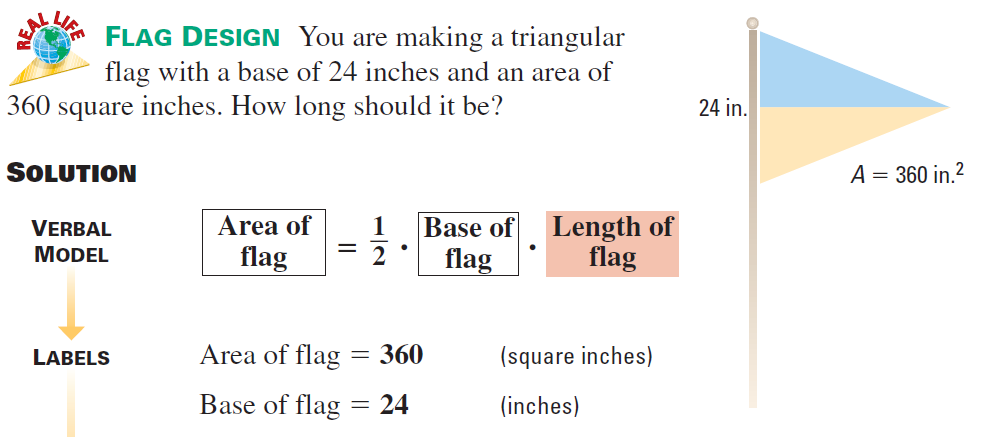 REAL LIFE
FLAG DESIGN You are making a triangular
flag with a base of 24 inches and an area of
360 square inches. How long should it be?
24 in.
A = 360 in.²
SOLUTION
VERBAL
MODEL
Area of
flag
= 1/2 ·
Base of
flag
·
Length of
flag
LABELS
Area of flag = 360 (square inches)
Base of flag = 24 (inches)